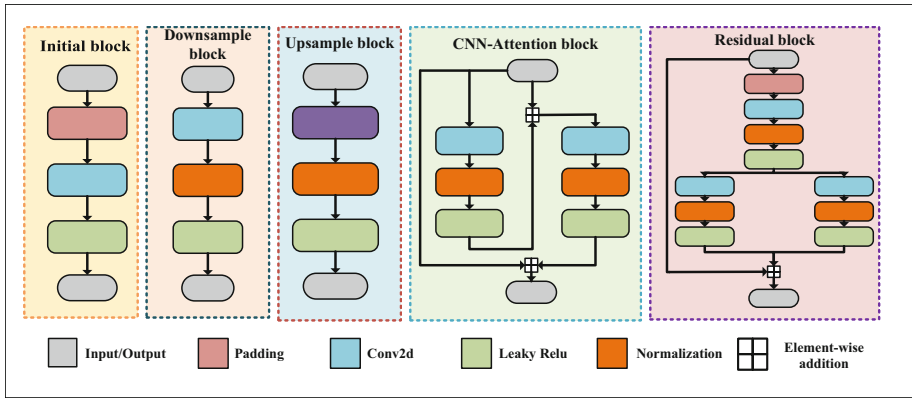 Initial block
Downsample
block
Upsample block
CNN-Attention block
Residual block
Input/Output
Padding
Conv2d
Leaky Relu
Normalization
Element-wise
addition